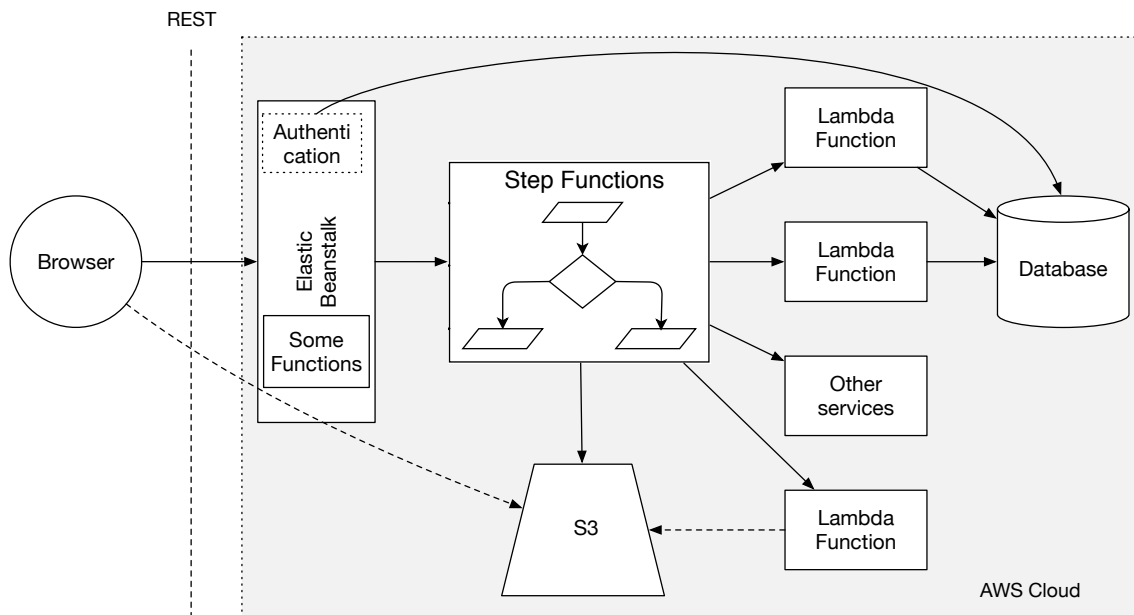 REST
Authenti
cation
Lambda
Function
Step Functions
Browser
Elastic
Beanstalk
Lambda
Function
Database
Some
Functions
Other
services
S3
Lambda
Function
AWS Cloud